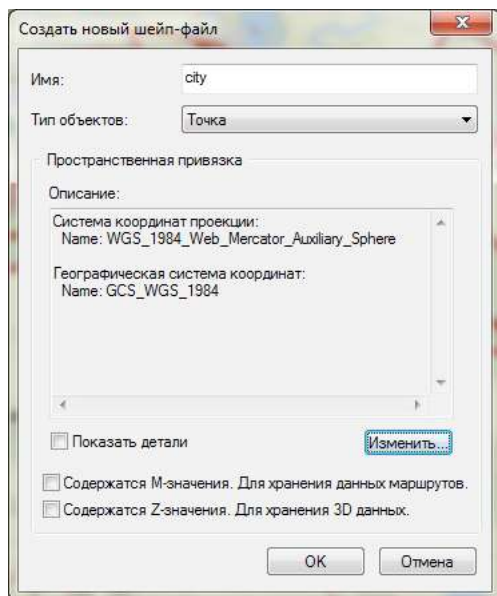 Создать новый шейп-файл
Имя: city
Тип объектов: Точка
Пространственная привязка
Описание:
Система координат проекции:
Name: WGS_1984_Web_Mercator_Auxiliary_Sphere
Географическая система координат:
Name: GCS_WGS_1984
Показать детали Изменить...
Содержатся M-значения. Для хранения данных маршрутов.
Содержатся Z-значения. Для хранения 3D данных.
OK Отмена